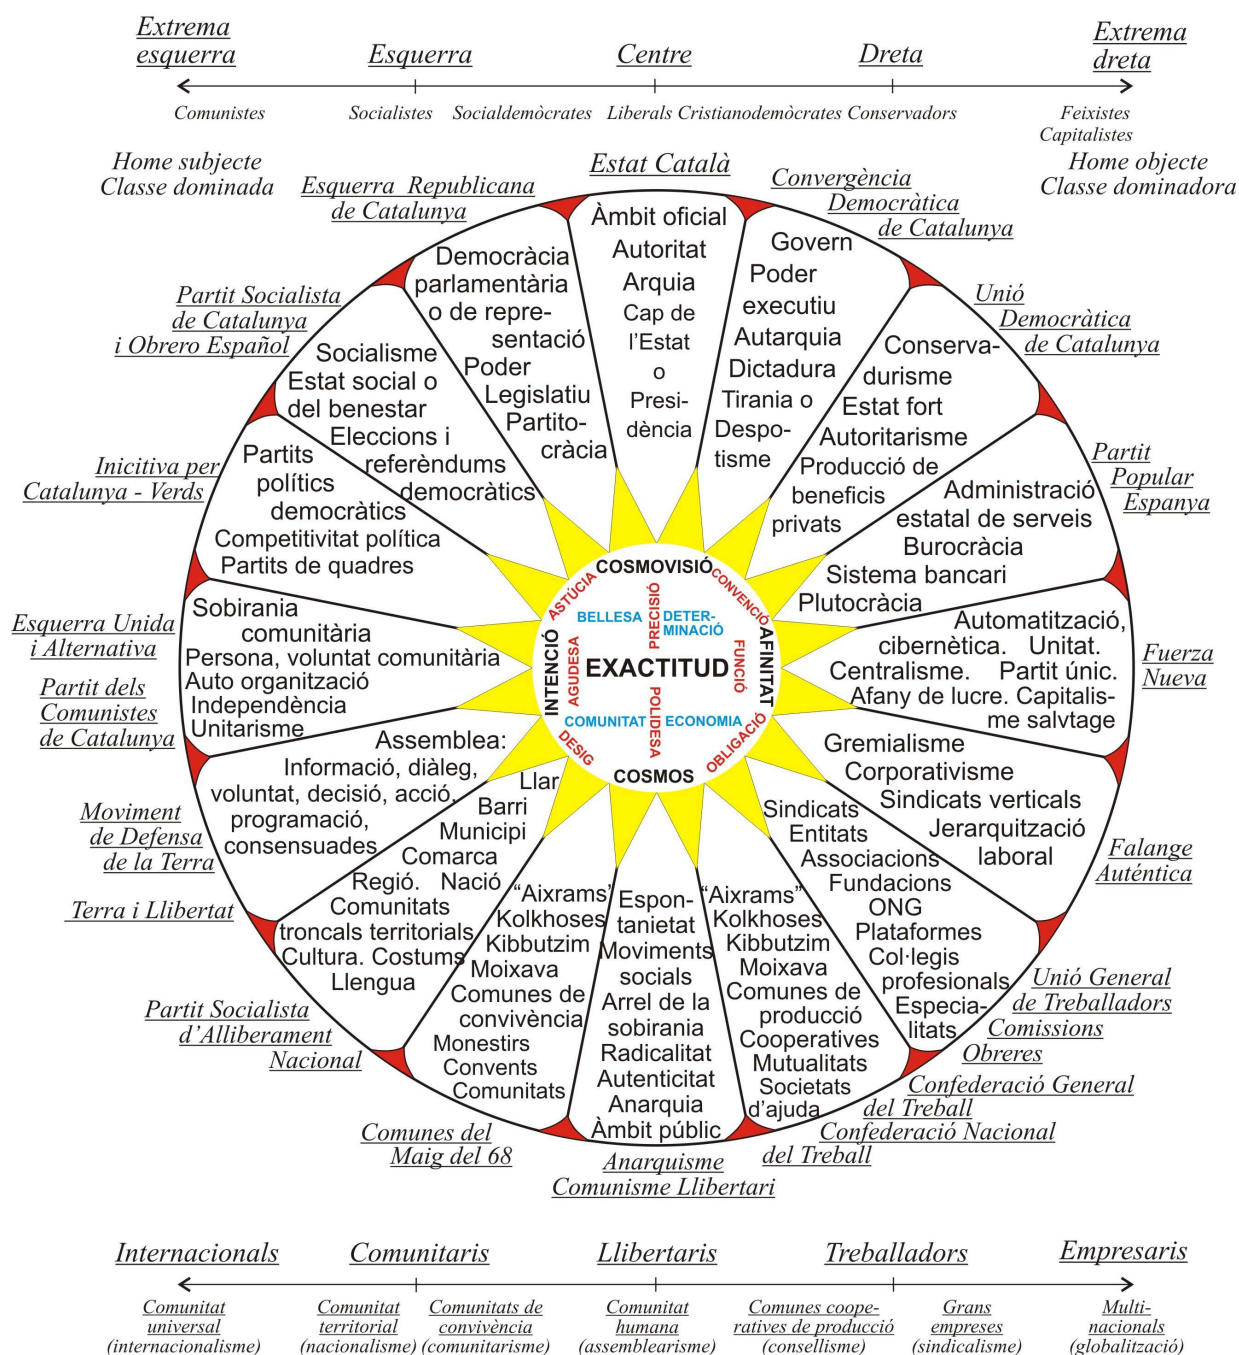 Extrema
esquerra
Esquerra
Centre
Dreta
Extrema
dreta
Comunistes
Socialistes
Socialdemòcrates
Liberals
Cristianodemòcrates
Conservadors
Feixistes
Capitalistes
Home subjecte
Classe dominada
Home objecte
Classe dominadora
Estat Català
Esquerra Republicana
de Catalunya
Convergència
Democràtica
de Catalunya
Partit Socialista
de Catalunya
i Obrero Español
Unió
Democràtica
de Catalunya
Inicitiva per
Catalunya - Verds
Partit
Popular
Espanya
Esquerra Unida
i Alternativa
Partit dels
Comunistes
de Catalunya
Fuerza
Nueva
Moviment
de Defensa
de la Terra
Falange
Auténtica
Terra i Llibertat
Partit Socialista
d'Alliberament
Nacional
Unió General
de Treballadors
Comissions
Obreres
Confederació General
del Treball
Confederació Nacional
del Treball
Comunes del
Maig del 68
Anarquisme
Comunisme Llibertari
Àmbit oficial
Autoritat
Arquia
Cap de
l'Estat
o
Presi-
dència
Govern
Poder
executiu
Autarquia
Dictadura
Tirania o
Despo-
tisme
Conserva-
durisme
Estat fort
Autoritarisme
Producció de
beneficis
privats
Administració
estatal de serveis
Burocràcia
Sistema bancari
Plutocràcia
Automatització,
cibernètica. Unitat.
Centralisme. Partit únic.
Afany de lucre. Capitalis-
me salvtage
Gremialisme
Corporativisme
Sindicats verticals
Jerarquització
laboral
Sindicats
Entitats
Associacions
Fundacions
ONG
Plataformes
Col·legis
profesionals
Especia-
litats
"Aixrams"
Kolkhoses
Kibbutzim
Moixava
Comunes de
producció
Cooperatives
Mutualitats
Societats
d'ajuda
Espon-
tanietat
Moviments
socials
Arrel de la
sobirania
Radicalitat
Autenticitat
Anarquia
Àmbit públic
"Aixrams"
Kolkhoses
Kibbutzim
Moixava
Comunes de
convivència
Monestirs
Convents
Comunitats
Llar
Barri
Municipi
Comarca
Regió. Nació
Comunitats
troncals territorials
Cultura. Costums
Llengua
Assemblea:
Informació, diàleg,
voluntat, decisió, acció,
programació,
consensuades
Sobirania
comunitària
Persona, voluntat comunitària
Auto organització
Independència
Unitarisme
Partits
polítics
democràtics
Competitivitat política
Partits de quadres
Socialisme
Estat social o
del benestar
Eleccions i
referèndums
democràtics
Democràcia
parlamentària
o de repre-
sentació
Poder
Legislatiu
Partito-
cràcia
COSMOVISIÓ
ASTÚCIA
CONVENCIÓ
BELLESA
PRECISIÓ
DETER-
MINACIÓ
INTENCIÓ
AGUDESA
EXACTITUD
FUNCIÓ
AFINITAT
COMUNITAT
POLIDESA
ECONOMIA
DESIG
OBLIGACIÓ
COSMOS
Internacionals
Comunitaris
Llibertaris
Treballadors
Empresaris
Comunitat
universal
(internacionalisme)
Comunitat
territorial
(nacionalisme)
Comunitats de
convivència
(comunitarisme)
Comunitat
humana
(assemblearisme)
Comunes coope-
ratives de producció
(consellisme)
Grans
empreses
(sindicalisme)
Multi-
nacionals
(globalització)